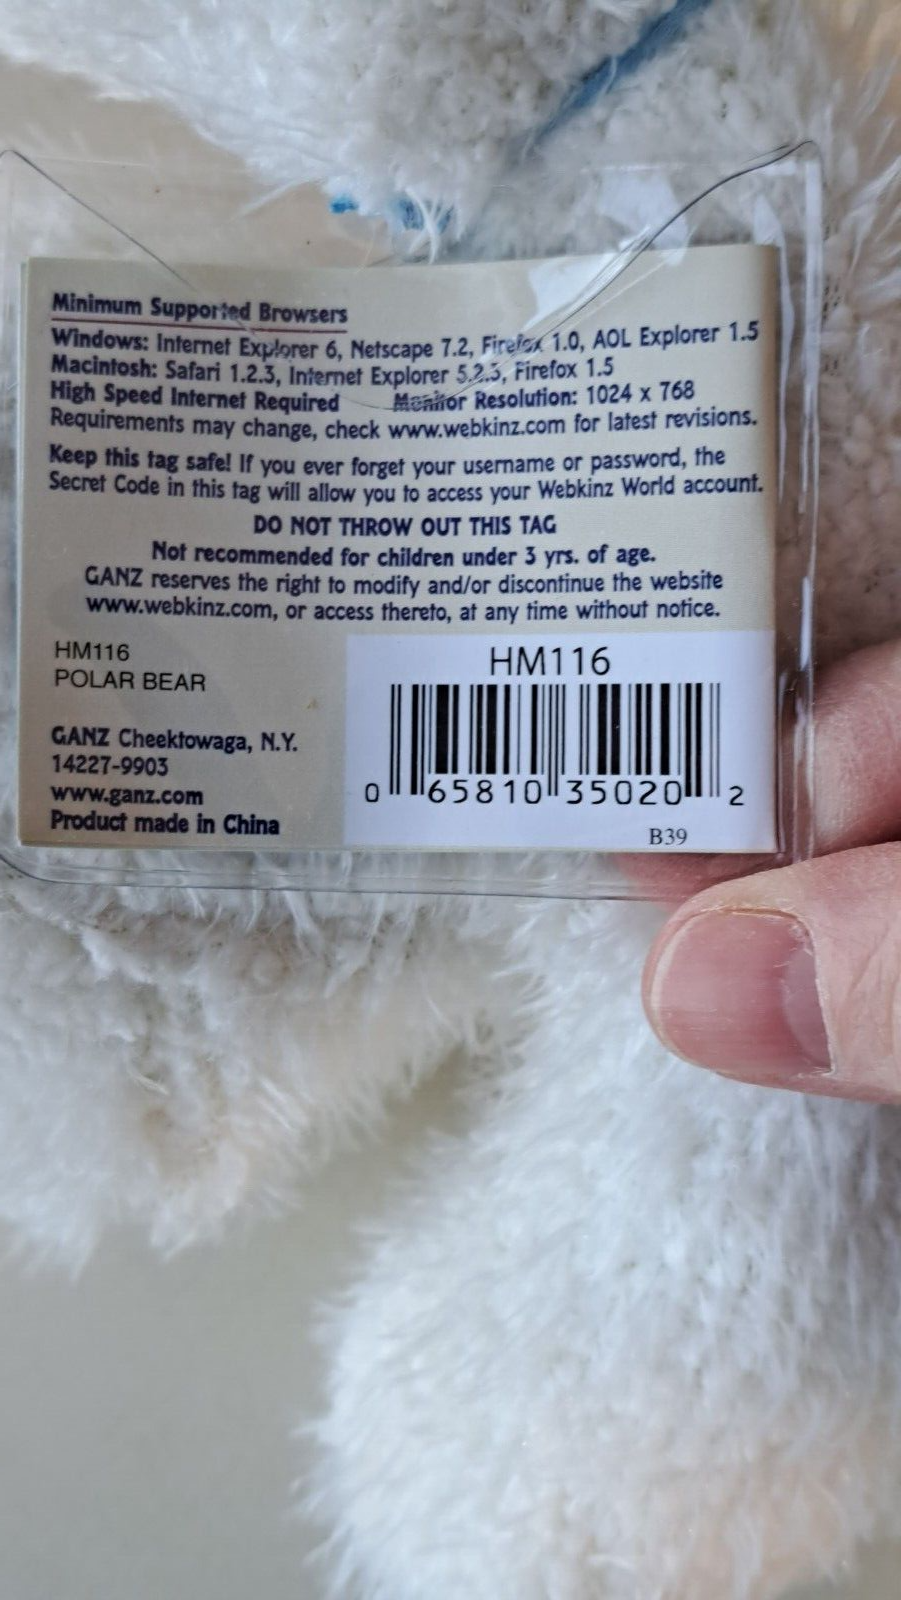 Minimum Supported Browsers
Windows: Internet Explorer 6, Netscape 7.2, Firefox 1.0, AOL Explorer 1.5
Macintosh: Safari 1.2.3, Internet Explorer 5.2.3, Firefox 1.5
High Speed Internet Required Monitor Resolution: 1024 x 768
Requirements may change, check www.webkinz.com for latest revisions.
Keep this tag safe! If you ever forget your username or password, the
Secret Code in this tag will allow you to access your Webkinz World account.
DO NOT THROW OUT THIS TAG
Not recommended for children under 3 yrs. of age.
GANZ reserves the right to modify and/or discontinue the website
www.webkinz.com, or access thereto, at any time without notice.
HM116
POLAR BEAR
GANZ Cheektowaga, N.Y.
14227-9903
www.ganz.com
Product made in China
HM116
0 65810 35020 2
B39